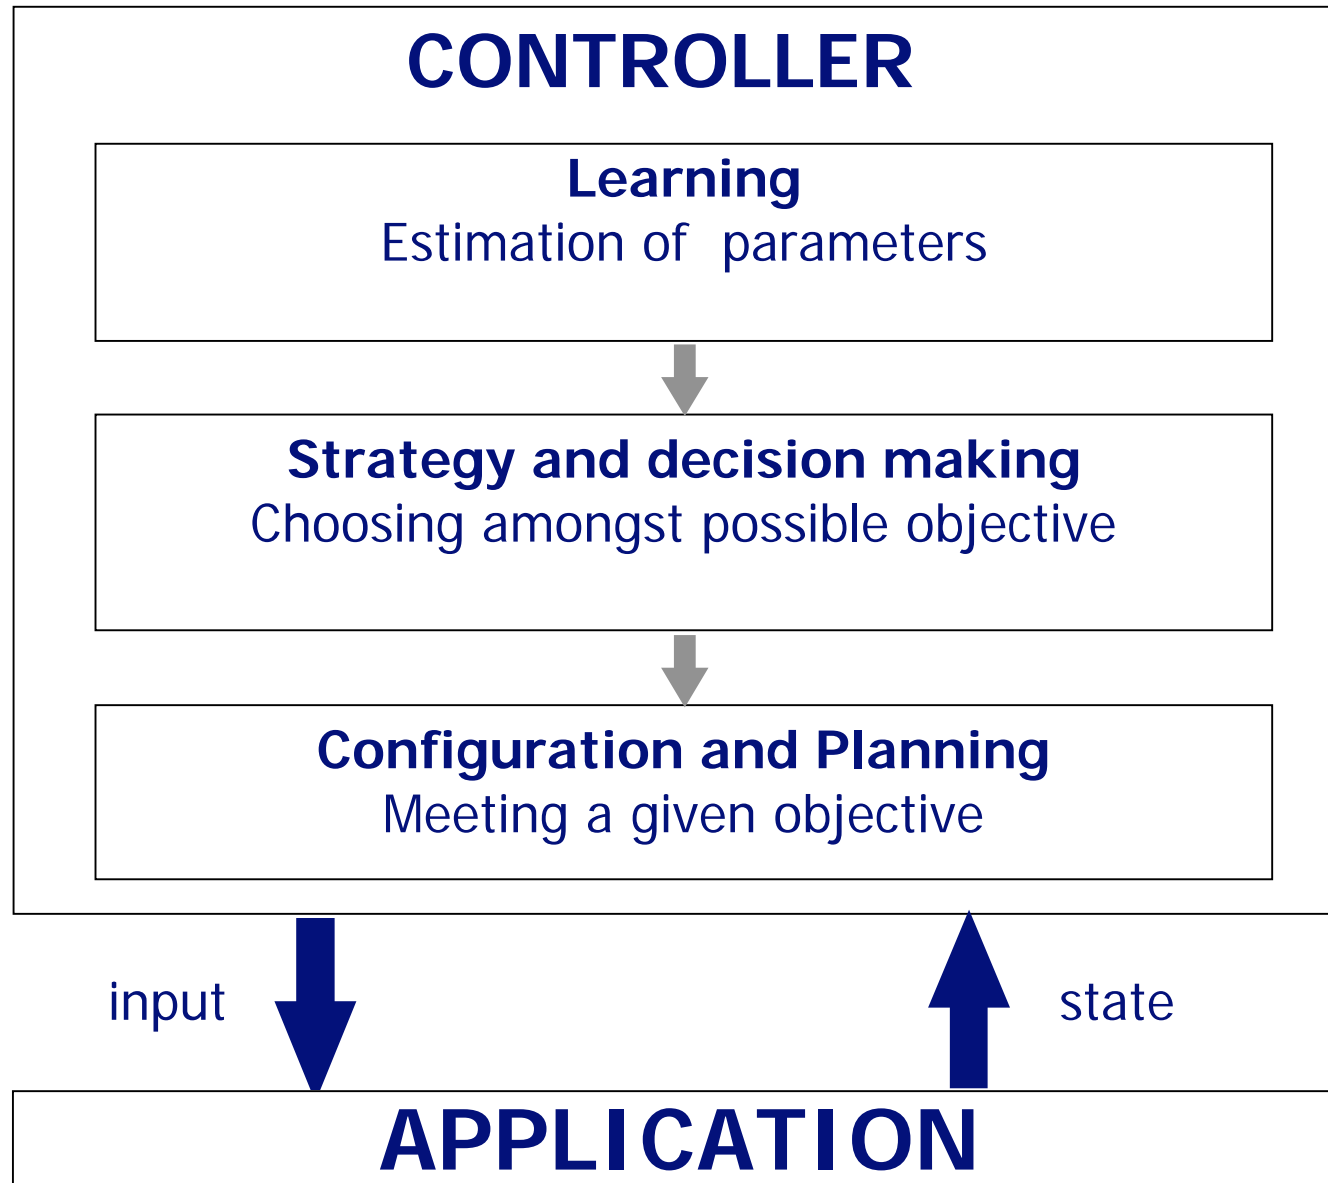 CONTROLLER
Learning
Estimation of parameters
Strategy and decision making
Choosing amongst possible objective
Configuration and Planning
Meeting a given objective
input
state
APPLICATION